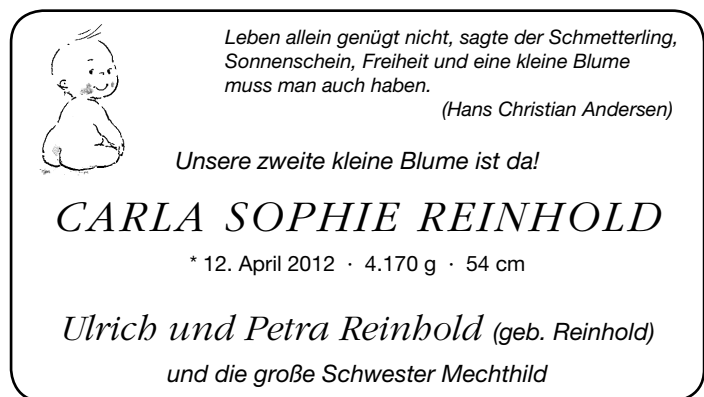 Leben allein genügt nicht, sagte der Schmetterling,
Sonnenschein, Freiheit und eine kleine Blume
muss man auch haben.
(Hans Christian Andersen)
Unsere zweite kleine Blume ist da!
CARLA SOPHIE REINHOLD
* 12. April 2012 · 4.170 g · 54 cm
Ulrich und Petra Reinhold (geb. Reinhold)
und die große Schwester Mechthild